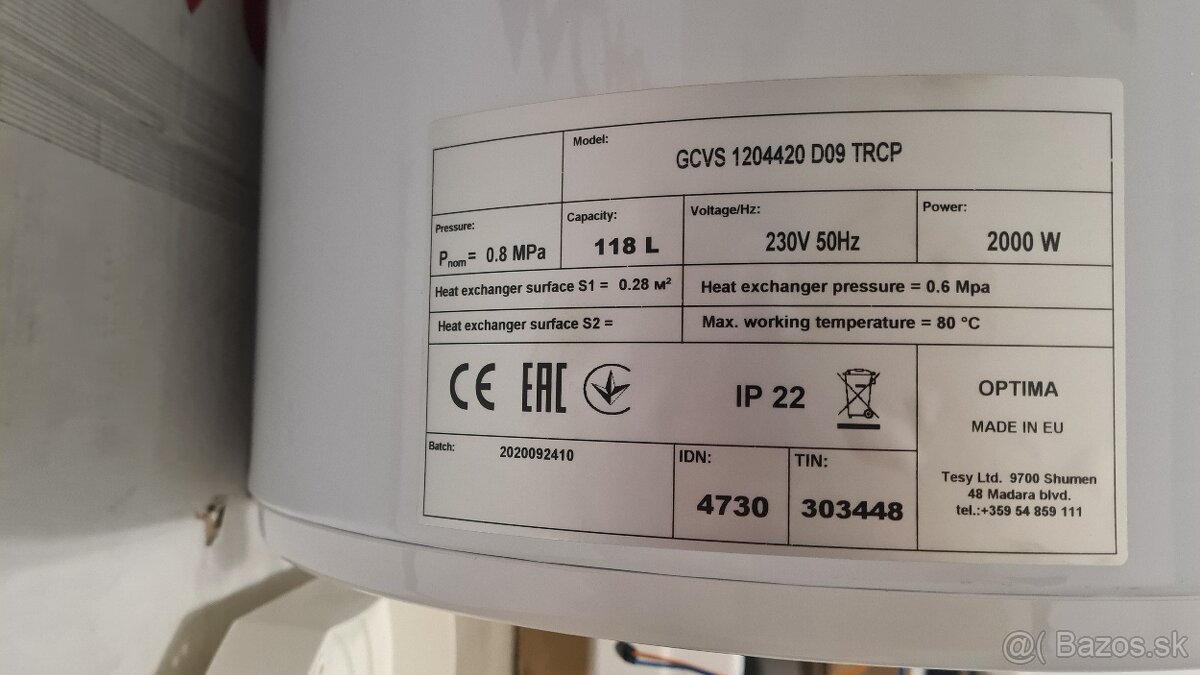 Model:
GCVS 1204420 D09 TRCP
Pressure:
Pnom= 0.8 MPa
Capacity:
118 L
Voltage/Hz:
230V 50Hz
Power:
2000 W
Heat exchanger surface S1 = 0.28 м²
Heat exchanger pressure = 0.6 Mpa
Heat exchanger surface S2 =
Max. working temperature = 80 °C
CE EAC
IP 22
OPTIMA
MADE IN EU
Tesy Ltd. 9700 Shumen
48 Madara blvd.
tel.:+359 54 859 111
Batch:
2020092410
IDN:
4730
TIN:
303448
@( Bazos.sk